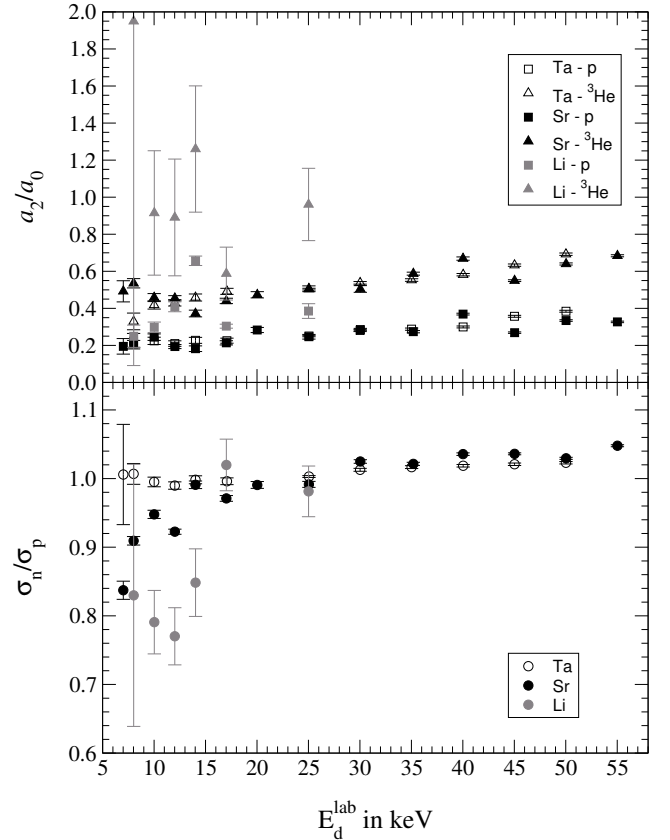 2.0
1.8
1.6
1.4
1.2
1.0
0.8
0.6
0.4
0.2
0.0
a₂/a₀
Ta - p
Ta - ³He
Sr - p
Sr - ³He
Li - p
Li - ³He
1.1
1.0
0.9
0.8
0.7
0.6
σₙ/σₚ
Ta
Sr
Li
5 10 15 20 25 30 35 40 45 50 55
E_d^lab in keV